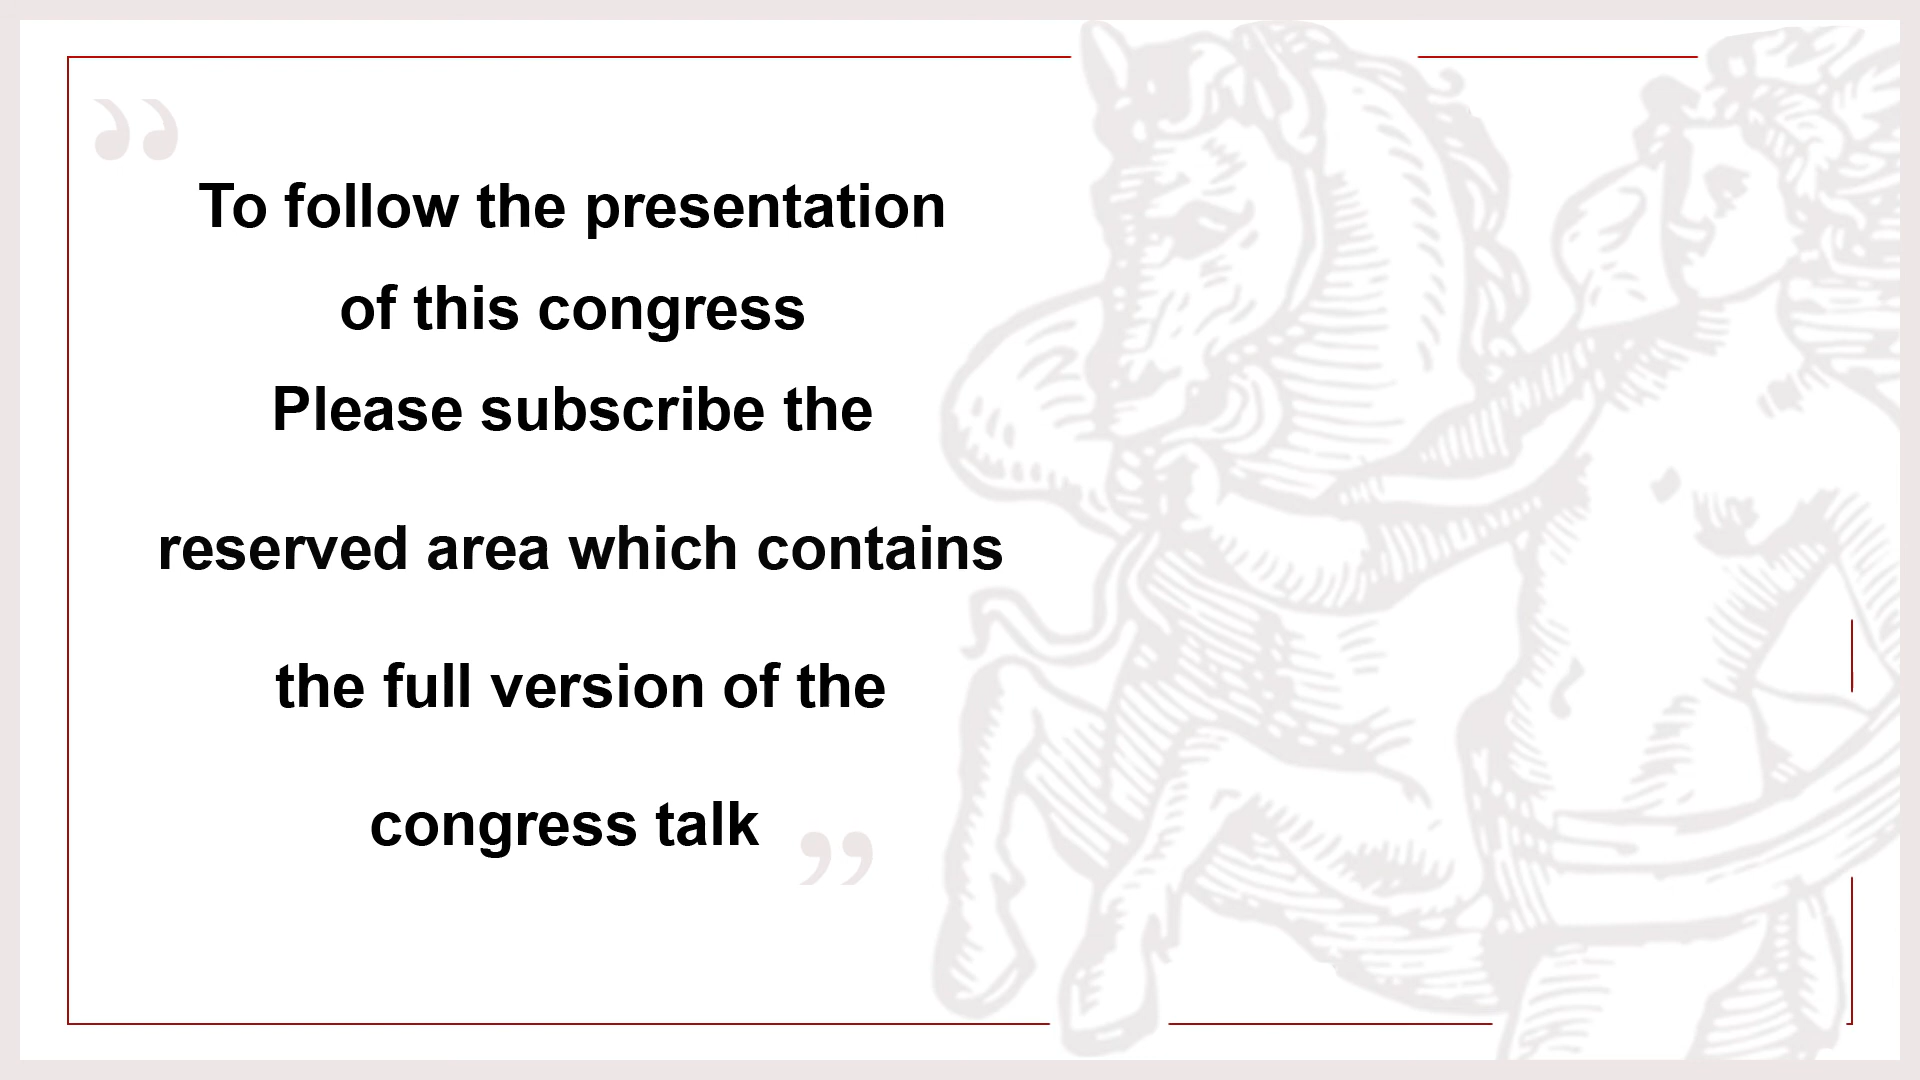 ”
To follow the presentation
of this congress
Please subscribe the
reserved area which contains
the full version of the
congress talk ”